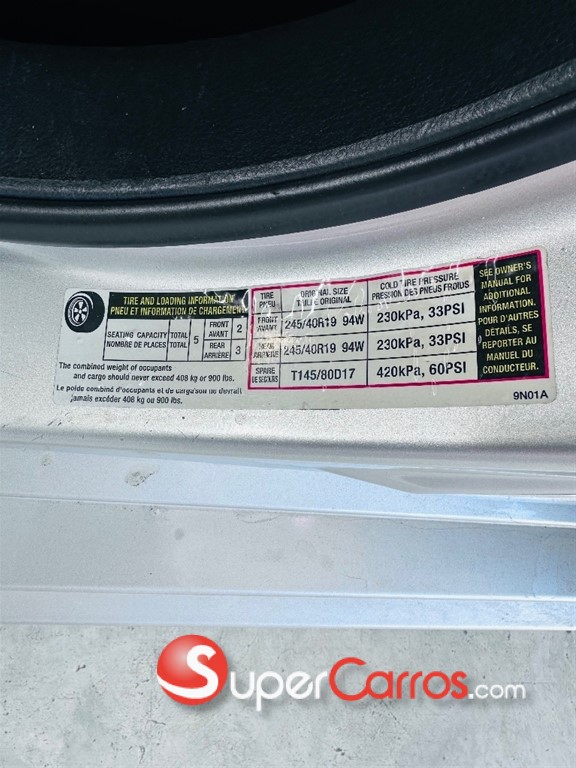 TIRE AND LOADING INFORMATION
PNEU ET INFORMATION DE CHARGEMENT
SEATING CAPACITY TOTAL 5 FRONT AVANT 2
NOMBRE DE PLACES TOTAL REAR ARRIÈRE 3
The combined weight of occupants
and cargo should never exceed 408 kg or 900 lbs.
Le poids combiné d'occupants et de cargaison ne devrait
jamais excéder 408 kg ou 900 lbs.
TIRE PNEU ORIGINAL SIZE TAILLE ORIGINAL COLD TIRE PRESSURE PRESSION DES PNEUS FROIDS
FRONT AVANT 245/40R19 94W 230kPa, 33PSI
REAR ARRIÈRE 245/40R19 94W 230kPa, 33PSI
SPARE DE SECOURS T145/80D17 420kPa, 60PSI
SEE OWNER'S
MANUAL FOR
ADDITIONAL
INFORMATION.
POUR D'AUTRES
DÉTAILS, SE
REPORTER AU
MANUEL DU
CONDUCTEUR.
9N01A
SuperCarros.com